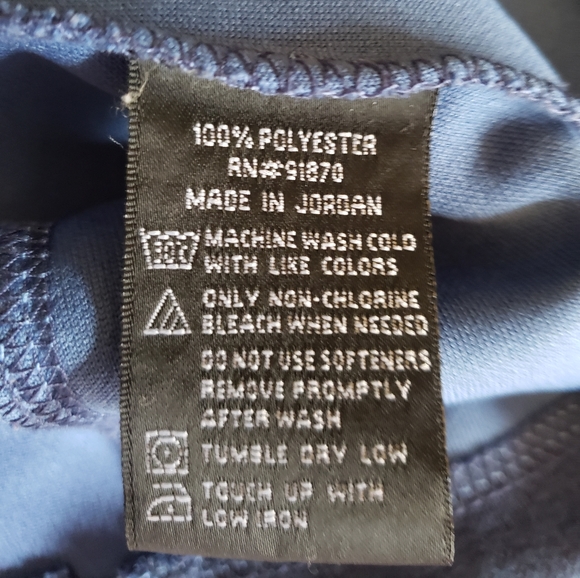 100% POLYESTER
RN#91870
MADE IN JORDAN
30C MACHINE WASH COLD
WITH LIKE COLORS
ONLY NON-CHLORINE
BLEACH WHEN NEEDED
DO NOT USE SOFTENERS
REMOVE PROMPTLY
AFTER WASH
TUMBLE DRY LOW
TOUCH UP WITH
LOW IRON